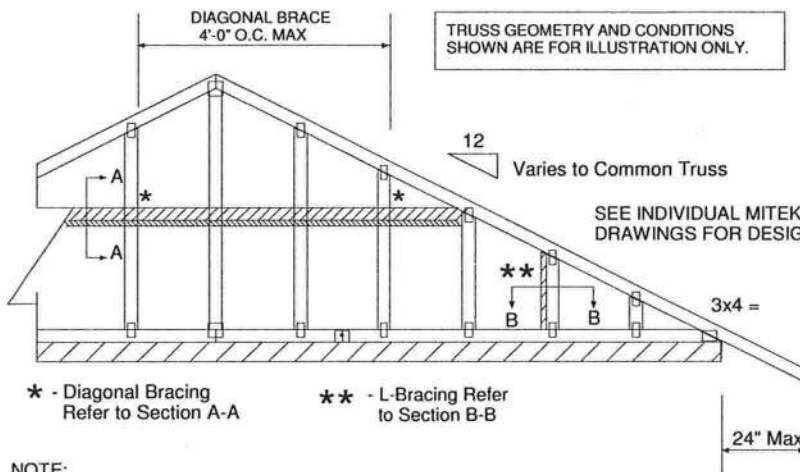 DIAGONAL BRACE
4'-0" O.C. MAX
TRUSS GEOMETRY AND CONDITIONS
SHOWN ARE FOR ILLUSTRATION ONLY.
12
Varies to Common Truss
A
*
*
SEE INDIVIDUAL MITEK
DRAWINGS FOR DESIG
A
**
B
B
3x4 =
* - Diagonal Bracing
Refer to Section A-A
** - L-Bracing Refer
to Section B-B
24" Max
NOTE: